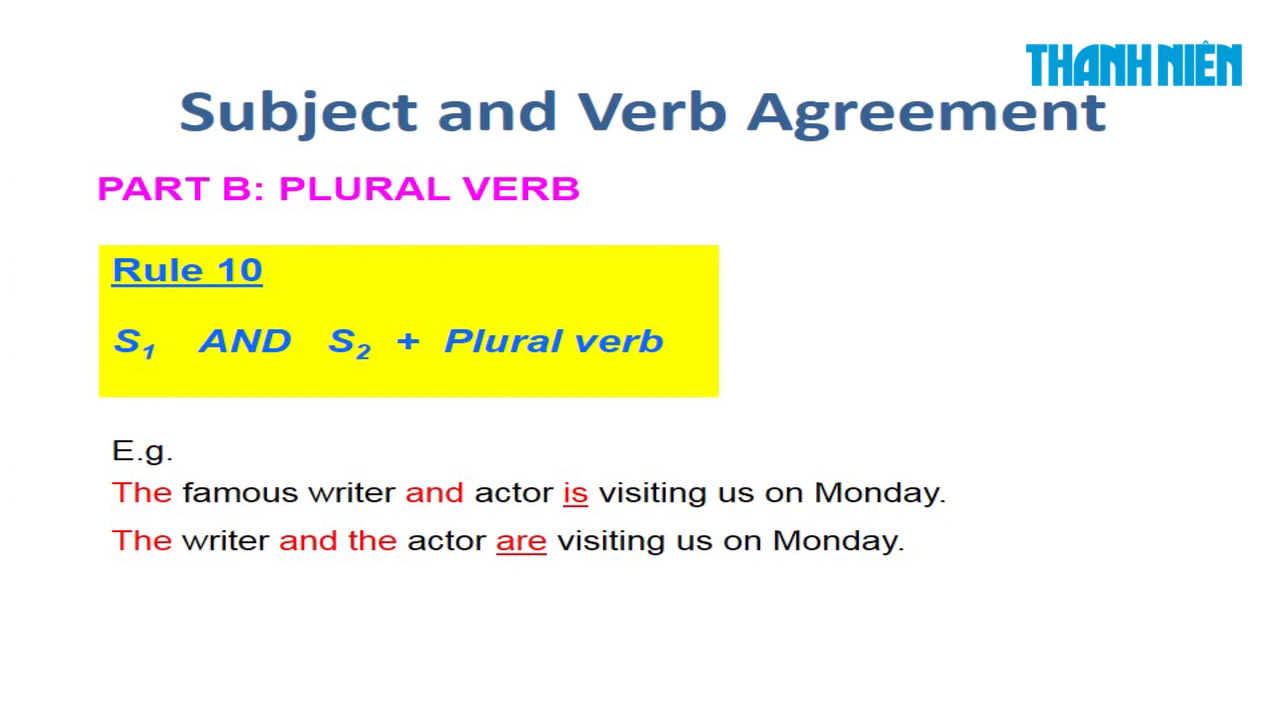 THANH NIÊN
Subject and Verb Agreement
PART B: PLURAL VERB
Rule 10
S₁ AND S₂ + Plural verb
E.g.
The famous writer and actor is visiting us on Monday.
The writer and the actor are visiting us on Monday.